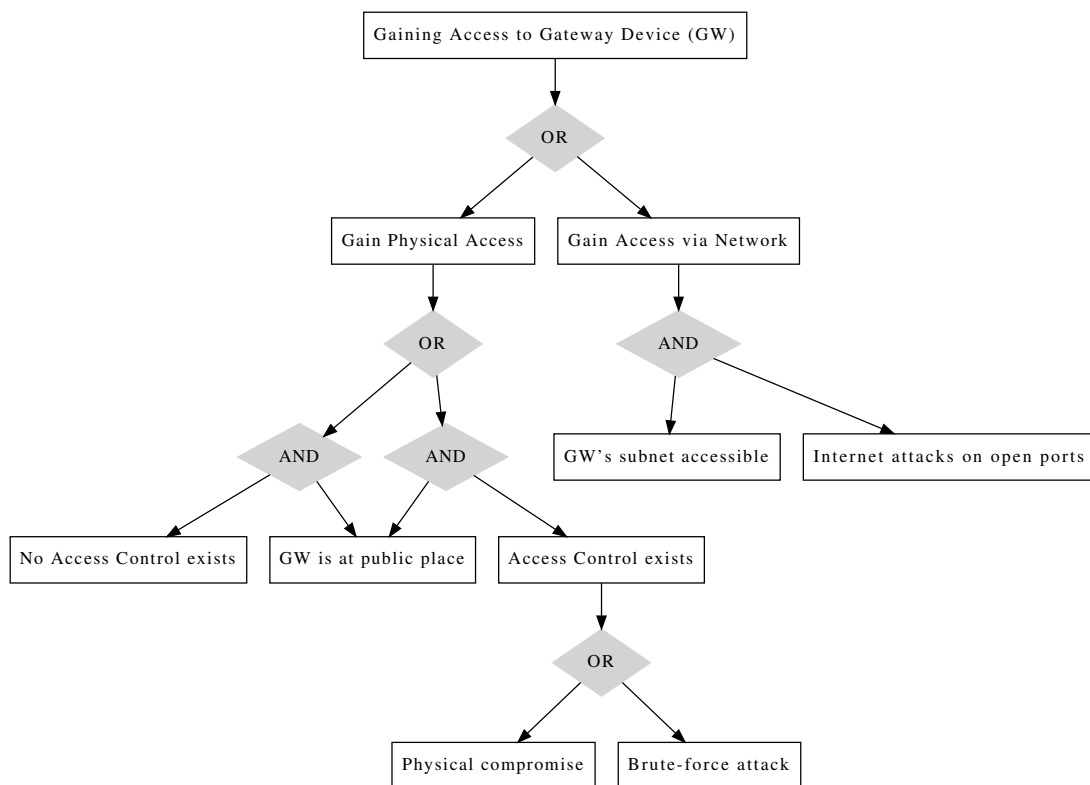 Gaining Access to Gateway Device (GW)
OR
Gain Physical Access
Gain Access via Network
OR
AND
AND
AND
GW's subnet accessible
Internet attacks on open ports
No Access Control exists
GW is at public place
Access Control exists
OR
Physical compromise
Brute-force attack